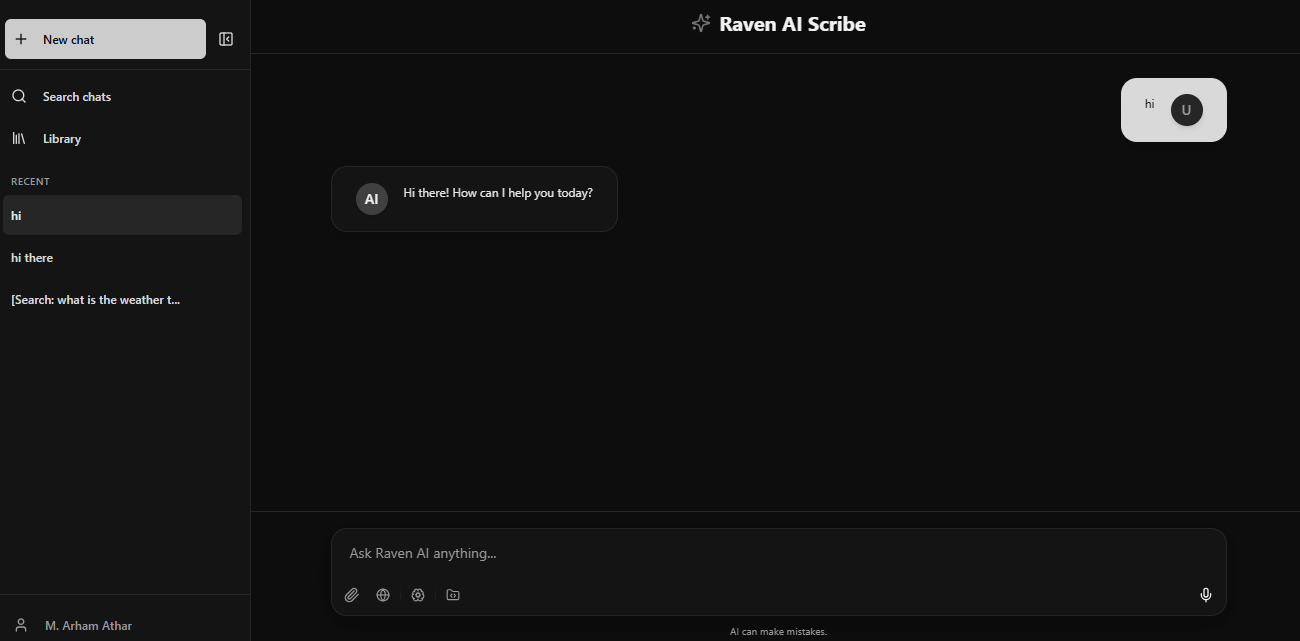 New chat
Search chats
Library
RECENT
hi
hi there
[Search: what is the weather t...
M. Arham Athar
Raven AI Scribe
hi
U
AI
Hi there! How can I help you today?
Ask Raven AI anything...
AI can make mistakes.